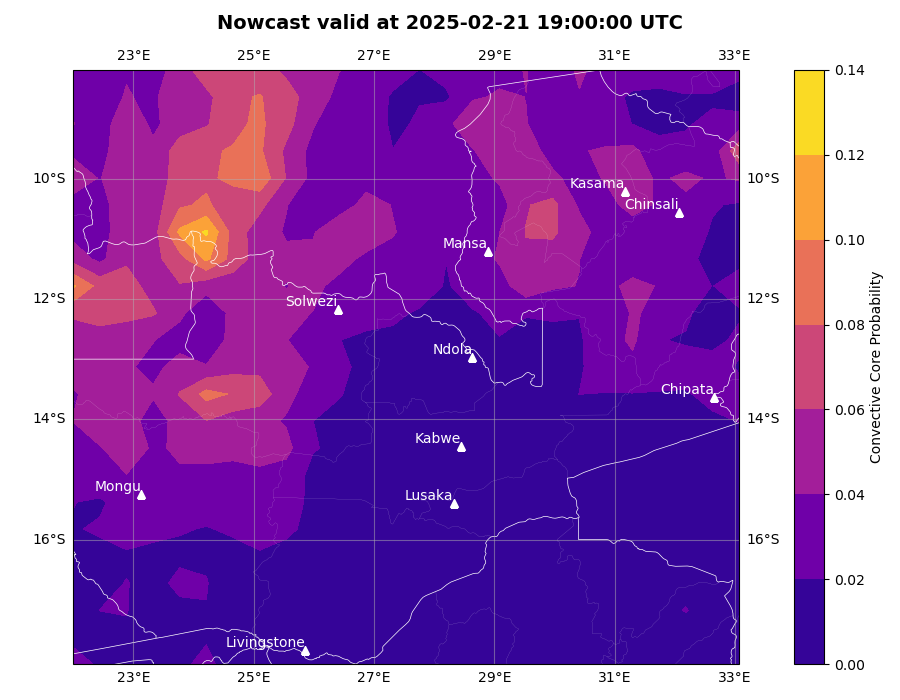 Nowcast valid at 2025-02-21 19:00:00 UTC
23°E 25°E 27°E 29°E 31°E 33°E
0.14
0.12
10°S Kasama 10°S
Chinsali
0.10
Mansa
12°S Solwezi 12°S
0.08
Ndola
Chipata
0.06
14°S 14°S
Kabwe
Mongu
Lusaka
0.04
16°S 16°S
0.02
Livingstone
0.00
23°E 25°E 27°E 29°E 31°E 33°E
Convective Core Probability